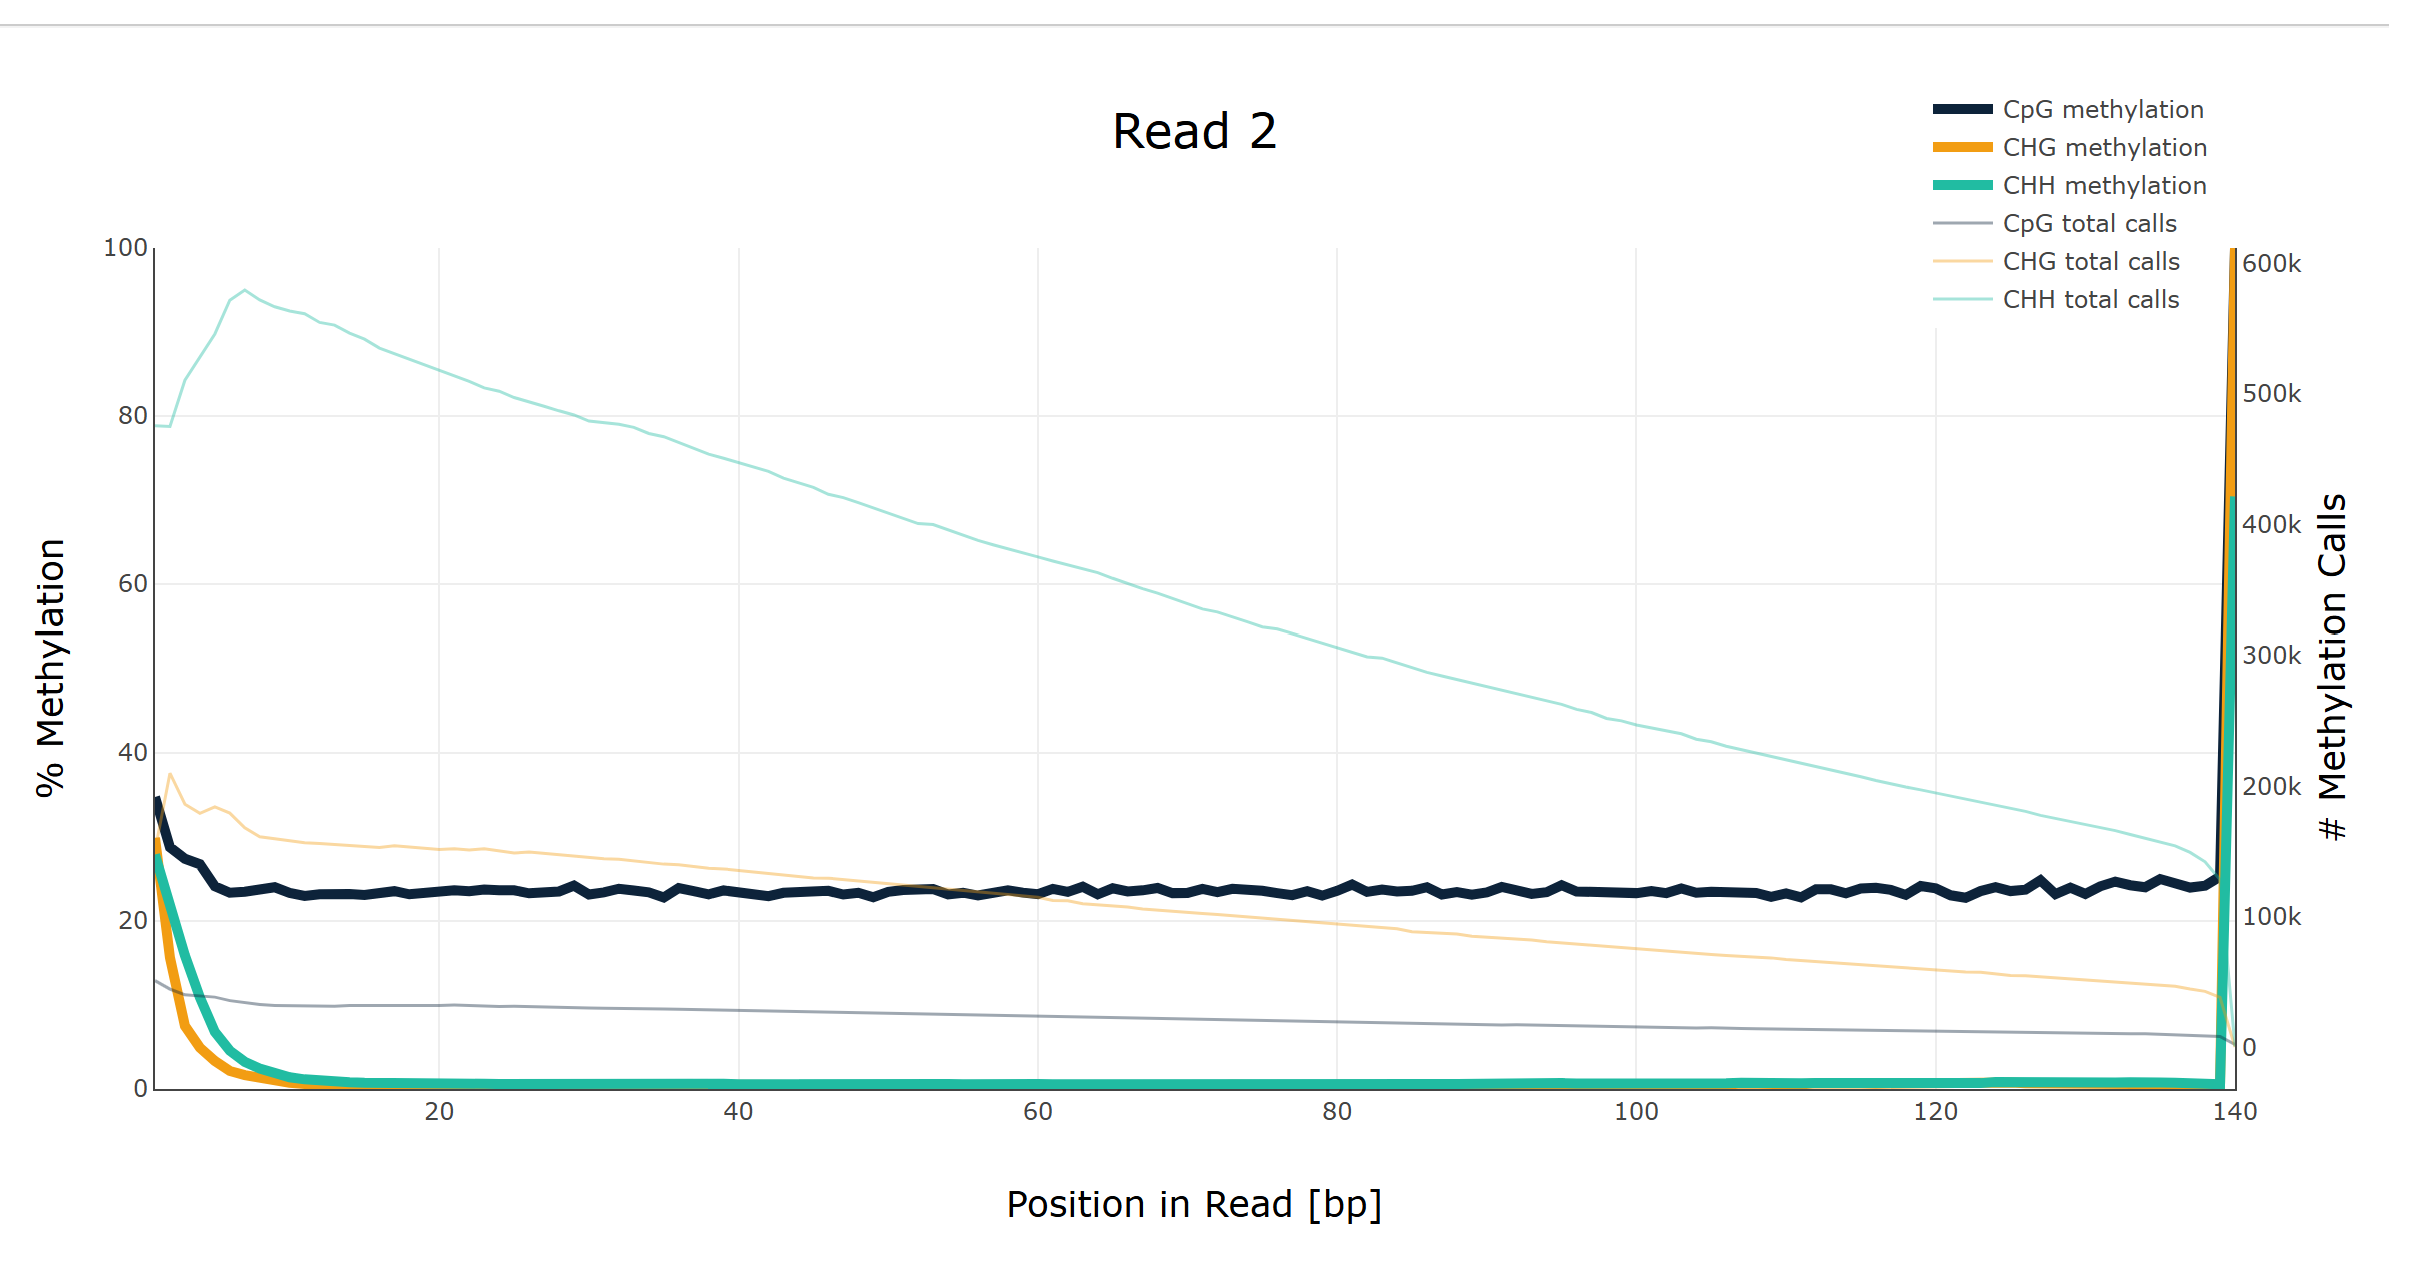 Read 2
CpG methylation
CHG methylation
CHH methylation
CpG total calls
CHG total calls
CHH total calls
100
80
60
40
20
0
% Methylation
600k
500k
400k
300k
200k
100k
0
# Methylation Calls
20 40 60 80 100 120 140
Position in Read [bp]